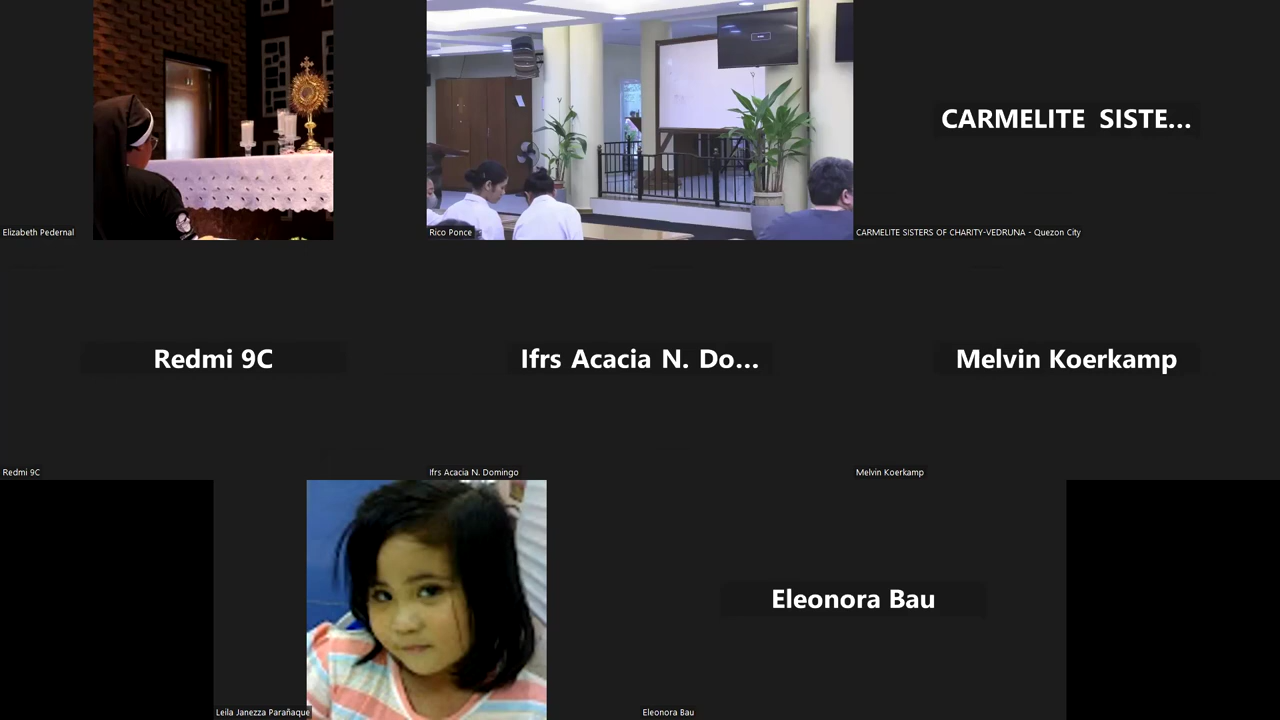 CARMELITE SISTE...
Elizabeth Pedernal
Rico Ponce
CARMELITE SISTERS OF CHARITY-VEDRUNA - Quezon City
Redmi 9C
Ifrs Acacia N. Do...
Melvin Koerkamp
Redmi 9C
Ifrs Acacia N. Domingo
Melvin Koerkamp
Eleonora Bau
Leila Janezza Parañaque
Eleonora Bau